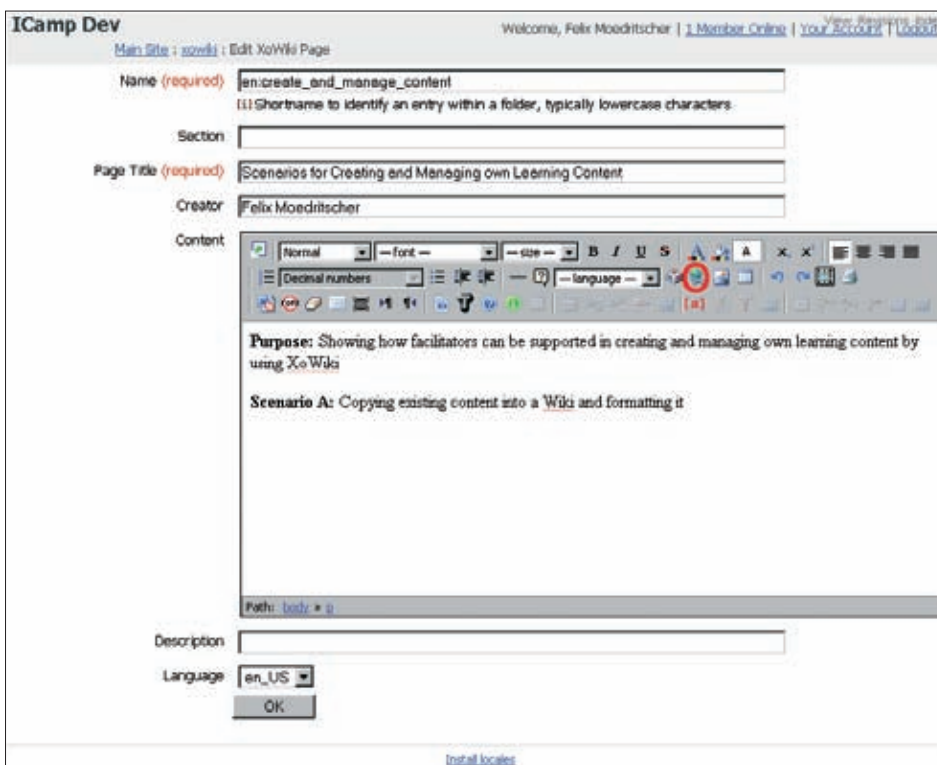 ICamp Dev
Welcome, Felix Moedritscher | 1 Member Online | Your Account | Logout
Main Site : xowiki : Edit XoWiki Page
Name (required)
en:create_and_manage_content
[i] Shortname to identify an entry within a folder, typically lowercase characters
Section
Page Title (required)
Scenarios for Creating and Managing own Learning Content
Creator
Felix Moedritscher
Content
Normal — font — — size — B I U S A A x, x'
Decimal numbers — language —
Purpose: Showing how facilitators can be supported in creating and managing own learning content by
using XoWiki
Scenario A: Copying existing content into a Wiki and formatting it
Path: body » p
Description
Language
en_US
OK
Install locales